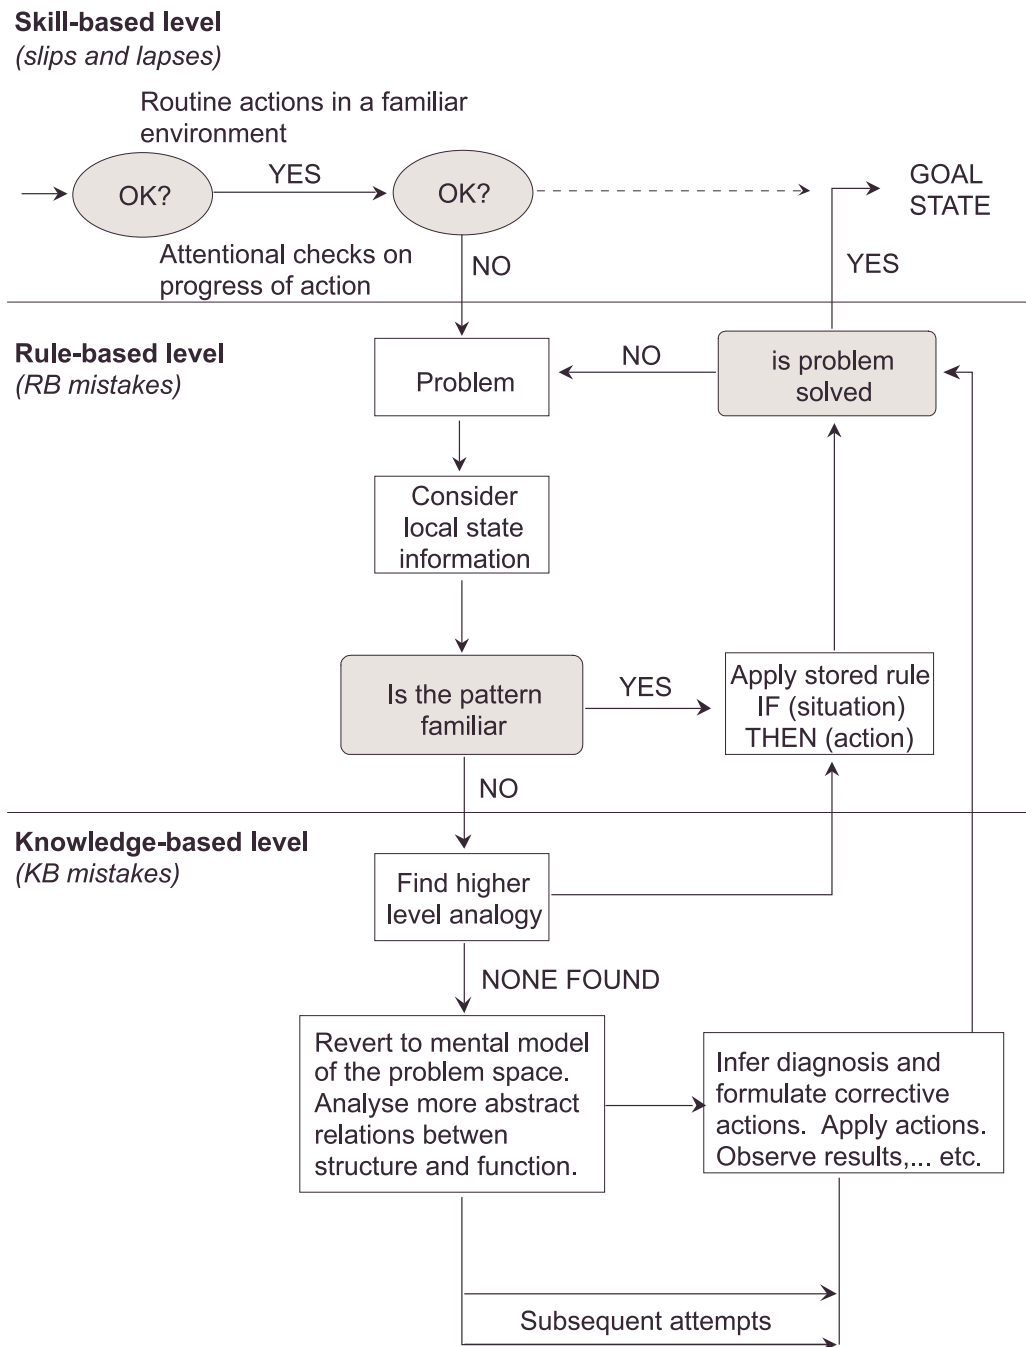 Skill-based level
(slips and lapses)
Routine actions in a familiar
environment
OK?
YES
OK?
GOAL
STATE
Attentional checks on
progress of action
NO
YES
Rule-based level
(RB mistakes)
Problem
NO
is problem
solved
Consider
local state
information
Is the pattern
familiar
YES
Apply stored rule
IF (situation)
THEN (action)
NO
Knowledge-based level
(KB mistakes)
Find higher
level analogy
NONE FOUND
Revert to mental model
of the problem space.
Analyse more abstract
relations betwen
structure and function.
Infer diagnosis and
formulate corrective
actions.  Apply actions.
Observe results,... etc.
Subsequent attempts